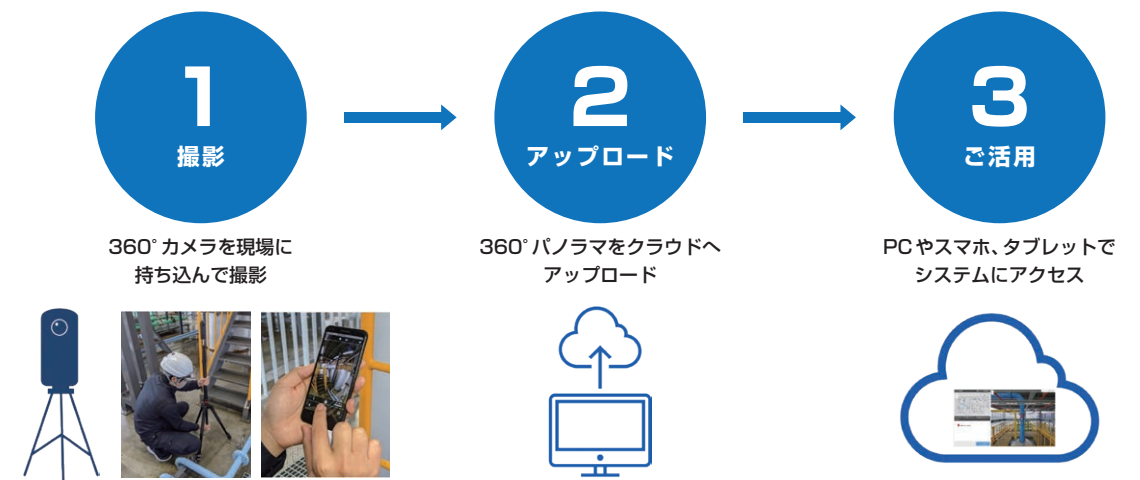 1
撮影
360°カメラを現場に
持ち込んで撮影
2
アップロード
360°パノラマをクラウドへ
アップロード
3
ご活用
PCやスマホ、タブレットで
システムにアクセス